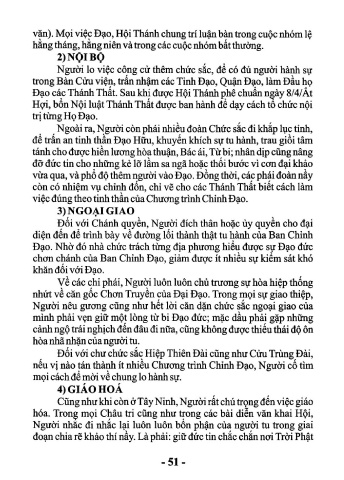 văn). Mọi việc Đạo, Hội Thánh chung trí luận bàn trong cuộc nhóm lệ
hằng tháng, hằng niên và trong các cuộc nhóm bất thường.
2) NỘI BỘ
Người lo việc công cử thêm chức sắc, để có đủ người hành sự
trong Bàn Cửu viện, trấn nhậm các Tỉnh Đạo, Quận Đạo, làm Đầu họ
Đạo các Thánh Thất. Sau khi được Hội Thánh phê chuẩn ngày 8/4/Ất
Hợi, bổn Nội luật Thánh Thất được ban hành để dạy cách tổ chức nội
trị từng Họ Đạo.
Ngoài ra, Người còn phái nhiều đoàn Chức sắc đi khắp lục tỉnh,
để trấn an tinh thần Đạo Hữu, khuyến khích sự tu hành, trau giồi tâm
tánh cho được hiền lương hòa thuận, Bác ái, Từ bi; nhân dịp cũng nâng
đỡ đức tin cho những kẻ lỡ lầm sa ngã hoặc thối bước vì cơn đại khảo
vừa qua, và phổ độ thêm người vào Đạo. Đồng thời, các phái đoàn nầy
còn có nhiệm vụ chỉnh đốn, chỉ vẽ cho các Thánh Thất biết cách làm
việc đúng theo tinh thần của Chương trình Chỉnh Đạo.
3) NGOẠI GIAO
Đối với Chánh quyền, Người đích thân hoặc ủy quyền cho đại
diện đến để trình bày về đường lối thành thật tu hành của Ban Chỉnh
Đạo. Nhờ đó nhà chức trách từng địa phương hiểu được sự Đạo đức
chơn chánh của Ban Chỉnh Đạo, giảm được ít nhiều sự kiểm sát khó
khăn đối với Đạo.
Về các chi phái, Người luôn luôn chủ trương sự hòa hiệp thống
nhứt về căn gốc Chơn Truyền của Đại Đạo. Trong mọi sự giao thiệp,
Người nêu gương cũng như hết lời căn dặn chức sắc ngoại giao của
mình phải vẹn giữ một lòng từ bi Đạo đức; mặc dầu phải gặp những
cảnh ngộ trái nghịch đến đâu đi nữa, cũng không được thiếu thái độ ôn
hòa nhã nhặn của người tu.
Đối với chư chức sắc Hiệp Thiên Đài cũng như Cửu Trùng Đài,
nếu vị nào tán thành ít nhiều Chương trình Chỉnh Đạo, Người cố tìm
mọi cách để mời về chung lo hành sự.
4) GIÁO HOÁ
Cũng như khi còn ở Tây Ninh, Người rất chú trọng đến việc giáo
hóa. Trong mọi Châu tri cũng như trong các bài diễn văn khai Hội,
Người nhắc đi nhắc lại luôn luôn bổn phận của người tu trong giai
đoạn chia rẽ khảo thí nầy. Là phải: giữ đức tin chắc chắn nơi Trời Phật
- 51 -